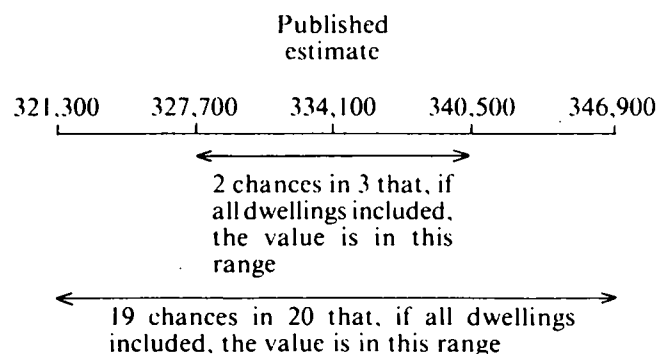 Published
estimate
321,300 327,700 334,100 340,500 346,900
2 chances in 3 that, if
all dwellings included,
the value is in this
range
19 chances in 20 that, if all dwellings
included, the value is in this range